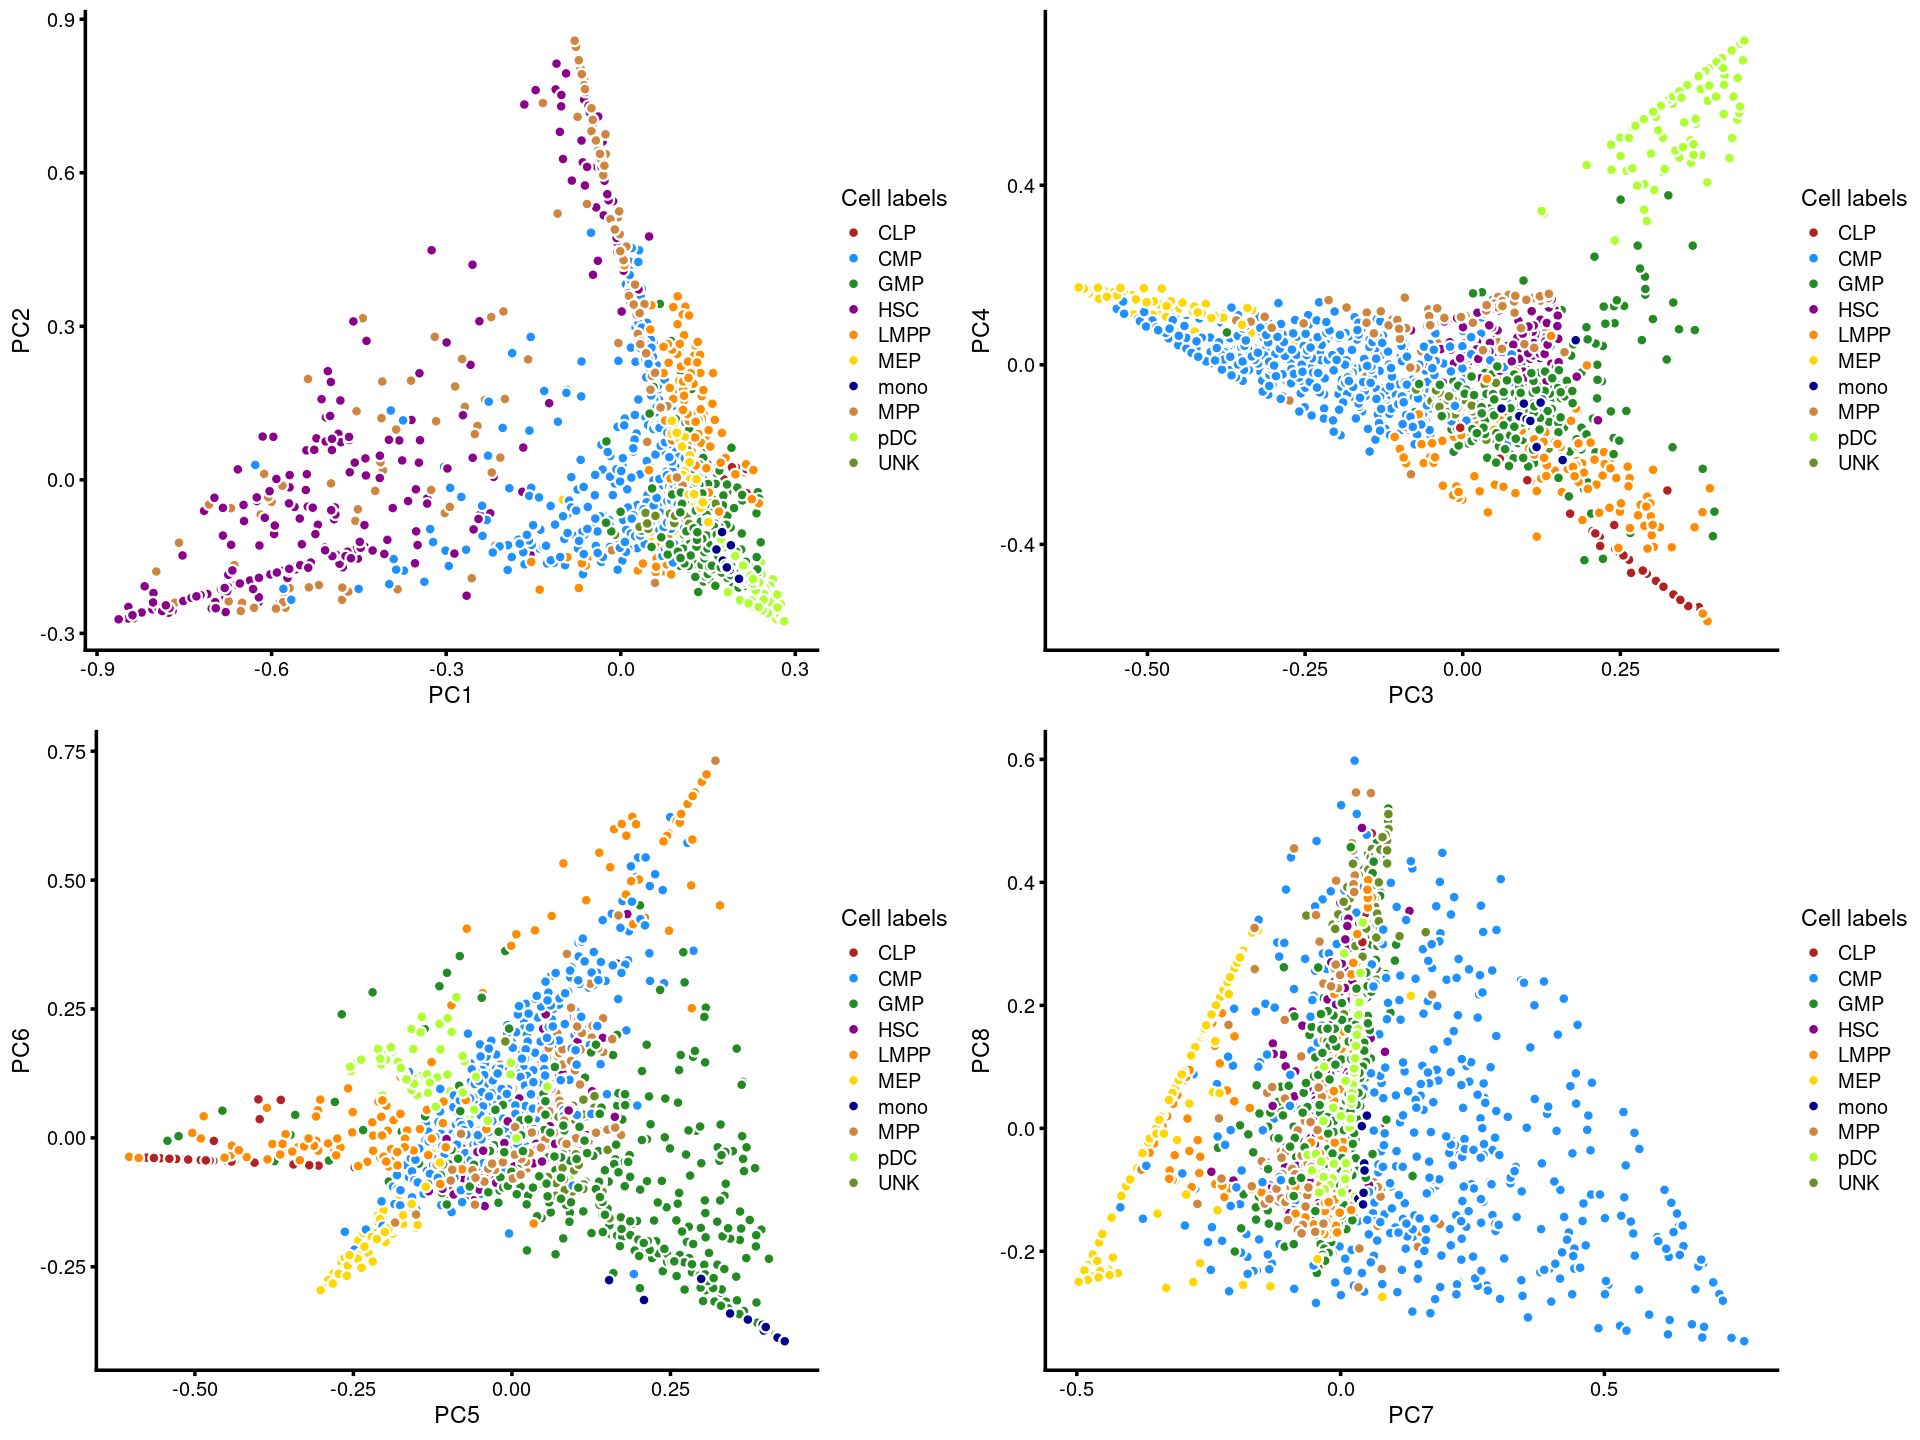 0.9
0.6
0.3
0.0
-0.3
PC2
-0.9
-0.6
-0.3
0.0
0.3
PC1
Cell labels
CLP
CMP
GMP
HSC
LMPP
MEP
mono
MPP
pDC
UNK
0.4
0.0
-0.4
PC4
-0.50
-0.25
0.00
0.25
PC3
Cell labels
CLP
CMP
GMP
HSC
LMPP
MEP
mono
MPP
pDC
UNK
0.75
0.50
0.25
0.00
-0.25
PC6
-0.50
-0.25
0.00
0.25
PC5
Cell labels
CLP
CMP
GMP
HSC
LMPP
MEP
mono
MPP
pDC
UNK
0.6
0.4
0.2
0.0
-0.2
PC8
-0.5
0.0
0.5
PC7
Cell labels
CLP
CMP
GMP
HSC
LMPP
MEP
mono
MPP
pDC
UNK